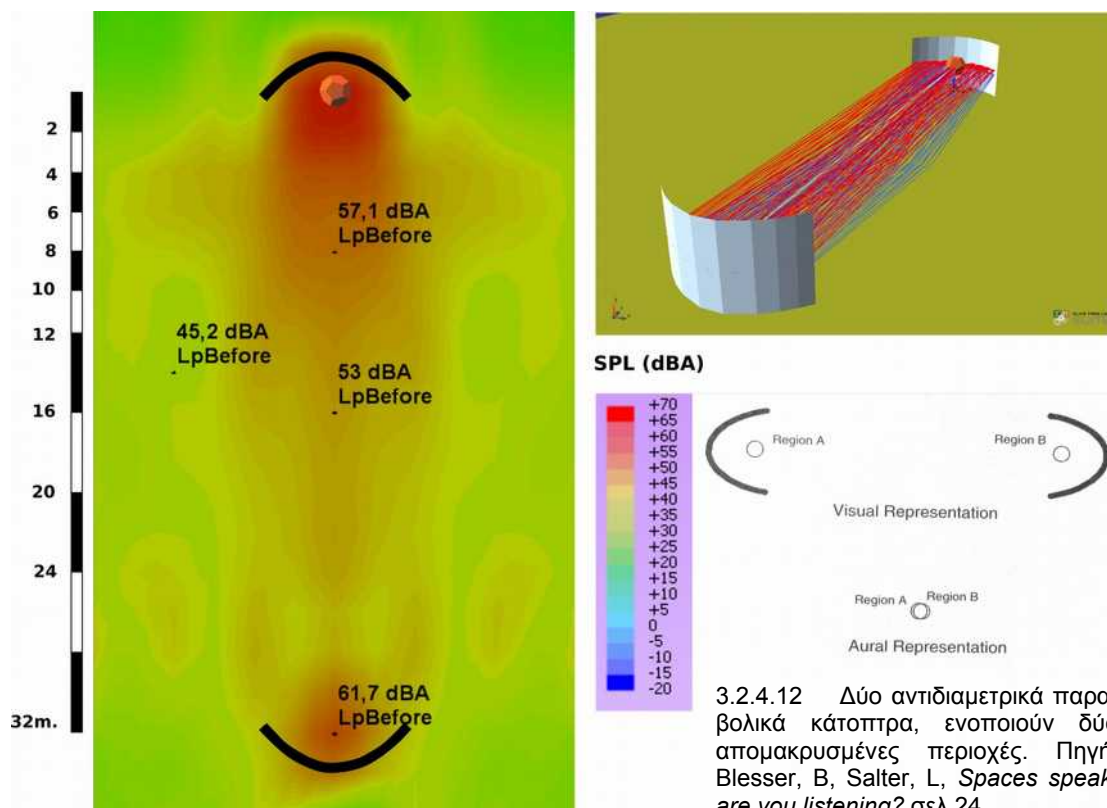 2
4
6
8
10
12
16
20
24
32m.
57,1 dBA
LpBefore
45,2 dBA
LpBefore
53 dBA
LpBefore
61,7 dBA
LpBefore
SPL (dBA)
+70
+65
+60
+55
+50
+45
+40
+35
+30
+25
+20
+15
+10
+5
0
-5
-10
-15
-20
Region A
Region B
Visual Representation
Region A Region B
Aural Representation
3.2.4.12 Δύο αντιδιαμετρικά παρα
βολικά κάτοπτρα, ενοποιούν δύο
απομακρυσμένες περιοχές. Πηγή
Blesser, B, Salter, L, Spaces speak
are you listening? σελ 24